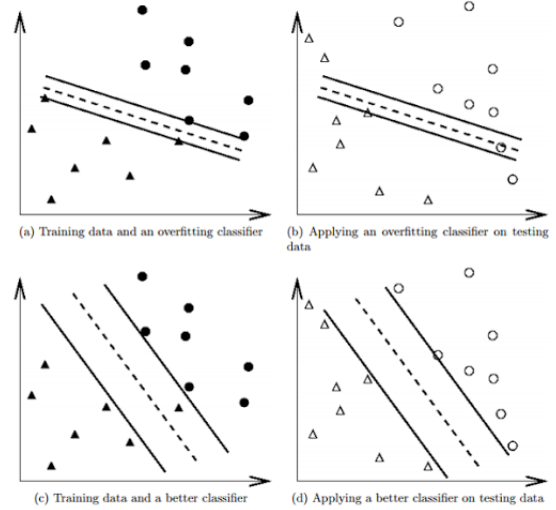 (a) Training data and an overfitting classifier
(b) Applying an overfitting classifier on testing
data
(c) Training data and a better classifier
(d) Applying a better classifier on testing data